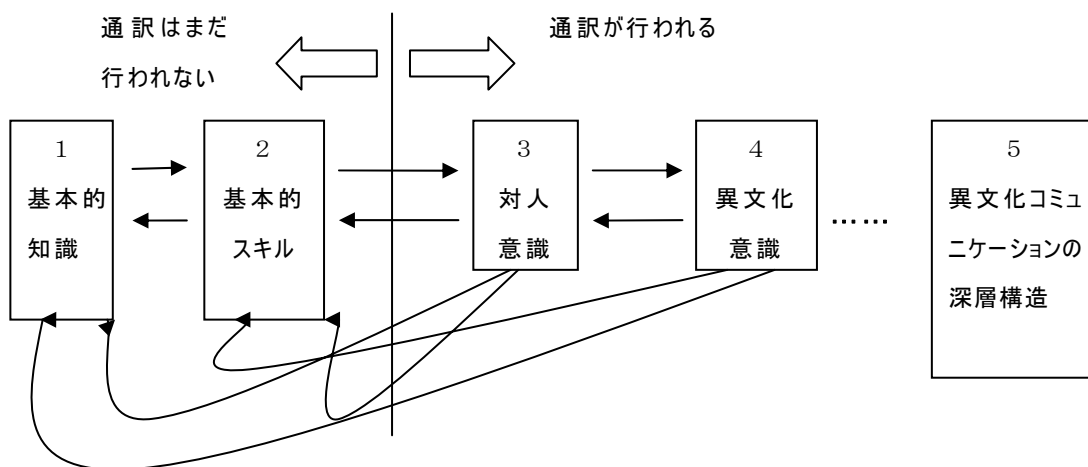 通訳はまだ
行われない
通訳が行われる
1
基本的
知識
2
基本的
スキル
3
対人
意識
4
異文化
意識
……
5
異文化コミュ
ニケーションの
深層構造